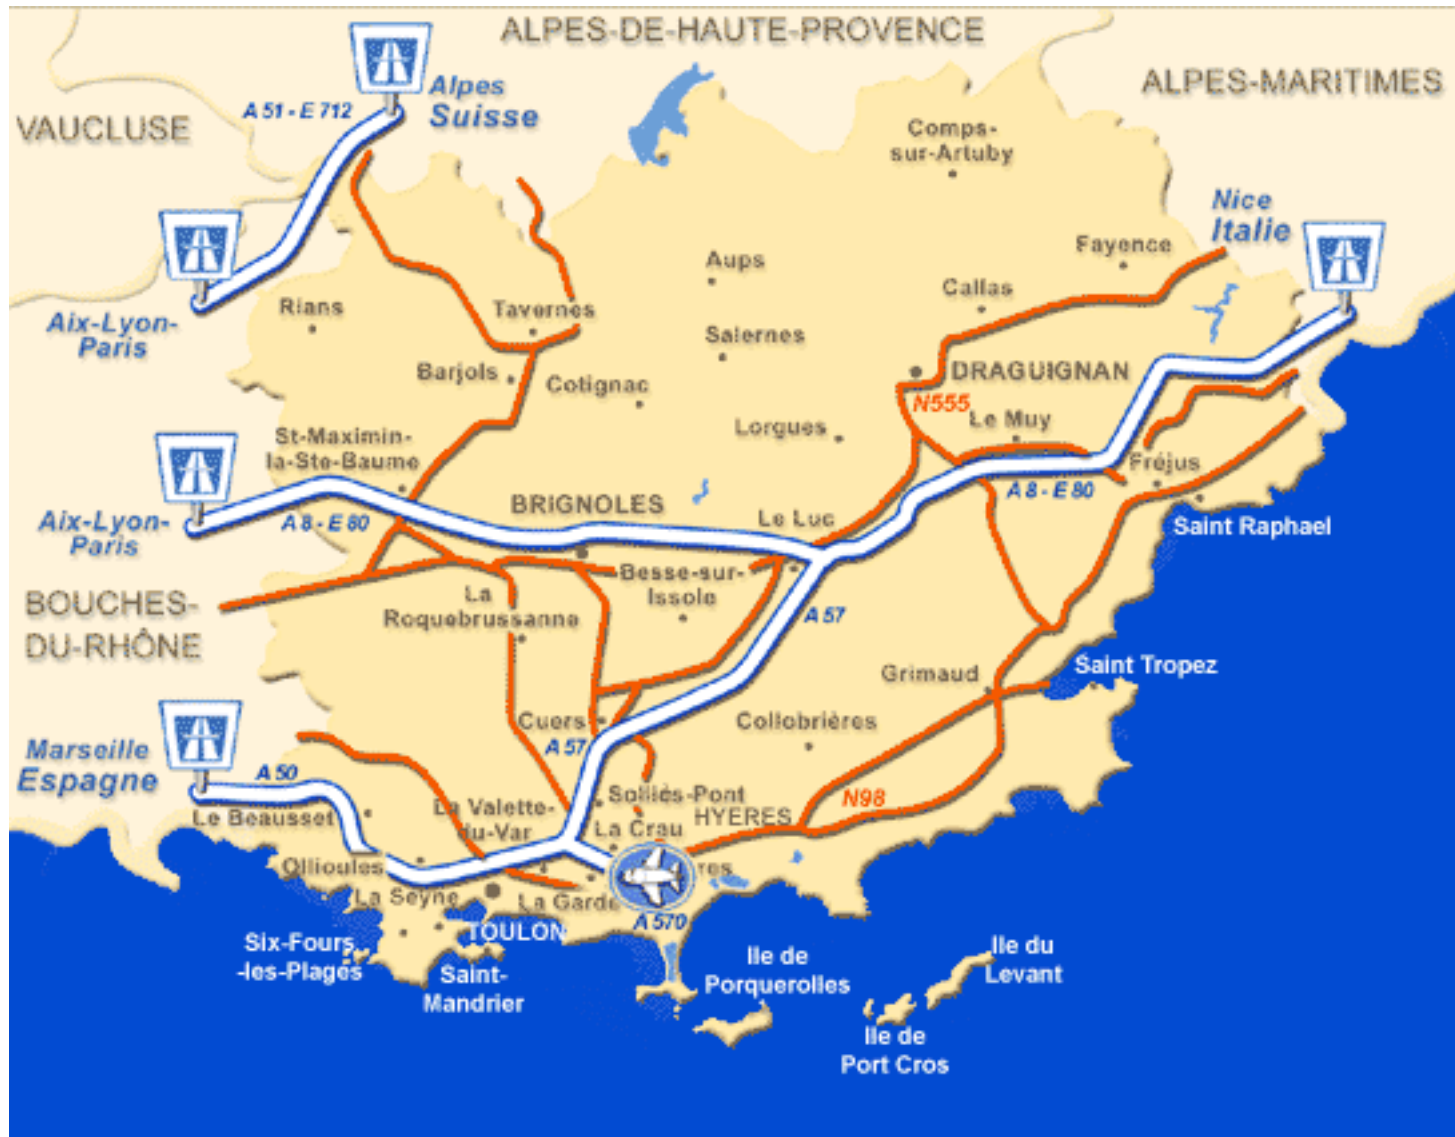 ALPES-DE-HAUTE-PROVENCE
ALPES-MARITIMES
Alpes
Suisse
A 51 - E 712
VAUCLUSE
Comps-
sur-Artuby
Nice
Italie
Fayence
Aups
Callas
Rians
Tavernes
Aix-Lyon-
Paris
Salernes
Barjols
Cotignac
DRAGUIGNAN
N555
Le Muy
Lorgues
St-Maximin-
la-Ste-Baume
Fréjus
A 8 - E 80
BRIGNOLES
Le Luc
Saint Raphael
Aix-Lyon-
Paris
A 8 - E 80
Besse-sur-
Issole
La
Roquebrussanne
A 57
BOUCHES-
DU-RHÔNE
Saint Tropez
Grimaud
Cuers
Collobrières
A 57
Marseille
Espagne
A 50
Solliès-Pont
N98
La Valette-
du-Var
HYERES
Le Beausset
La Crau
Ollioules
res
La Seyne
La Garde
A 570
TOULON
Six-Fours
-les-Plages
Saint-
Mandrier
Ile de
Porquerolles
Ile du
Levant
Ile de
Port Cros